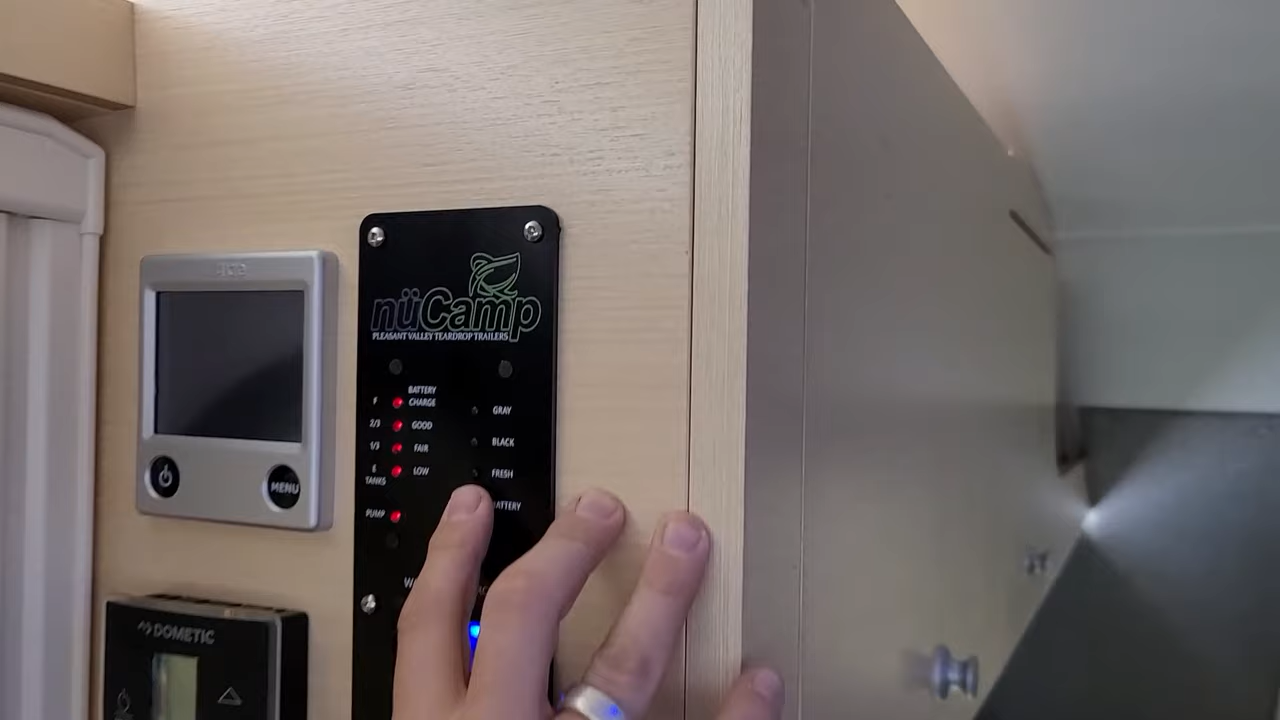 Alde
MENU
DOMETIC
nüCamp
PLEASANT VALLEY TEARDROP TRAILERS
BATTERY
F CHARGE
2/3 GOOD
1/3 FAIR
E LOW
TANKS
PUMP
GRAY
BLACK
FRESH
BATTERY